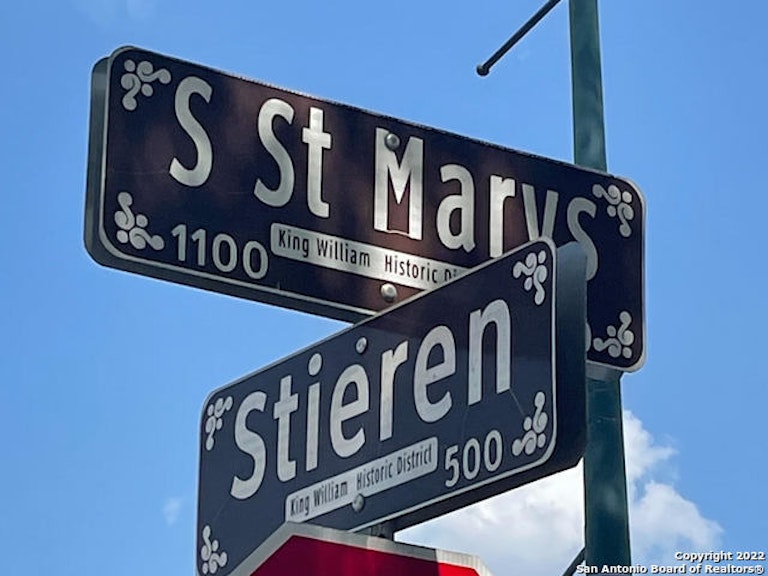 S St Marys
1100
King William Historic
Stieren
King William Historic District
500
Copyright 2022
San Antonio Board of Realtors®